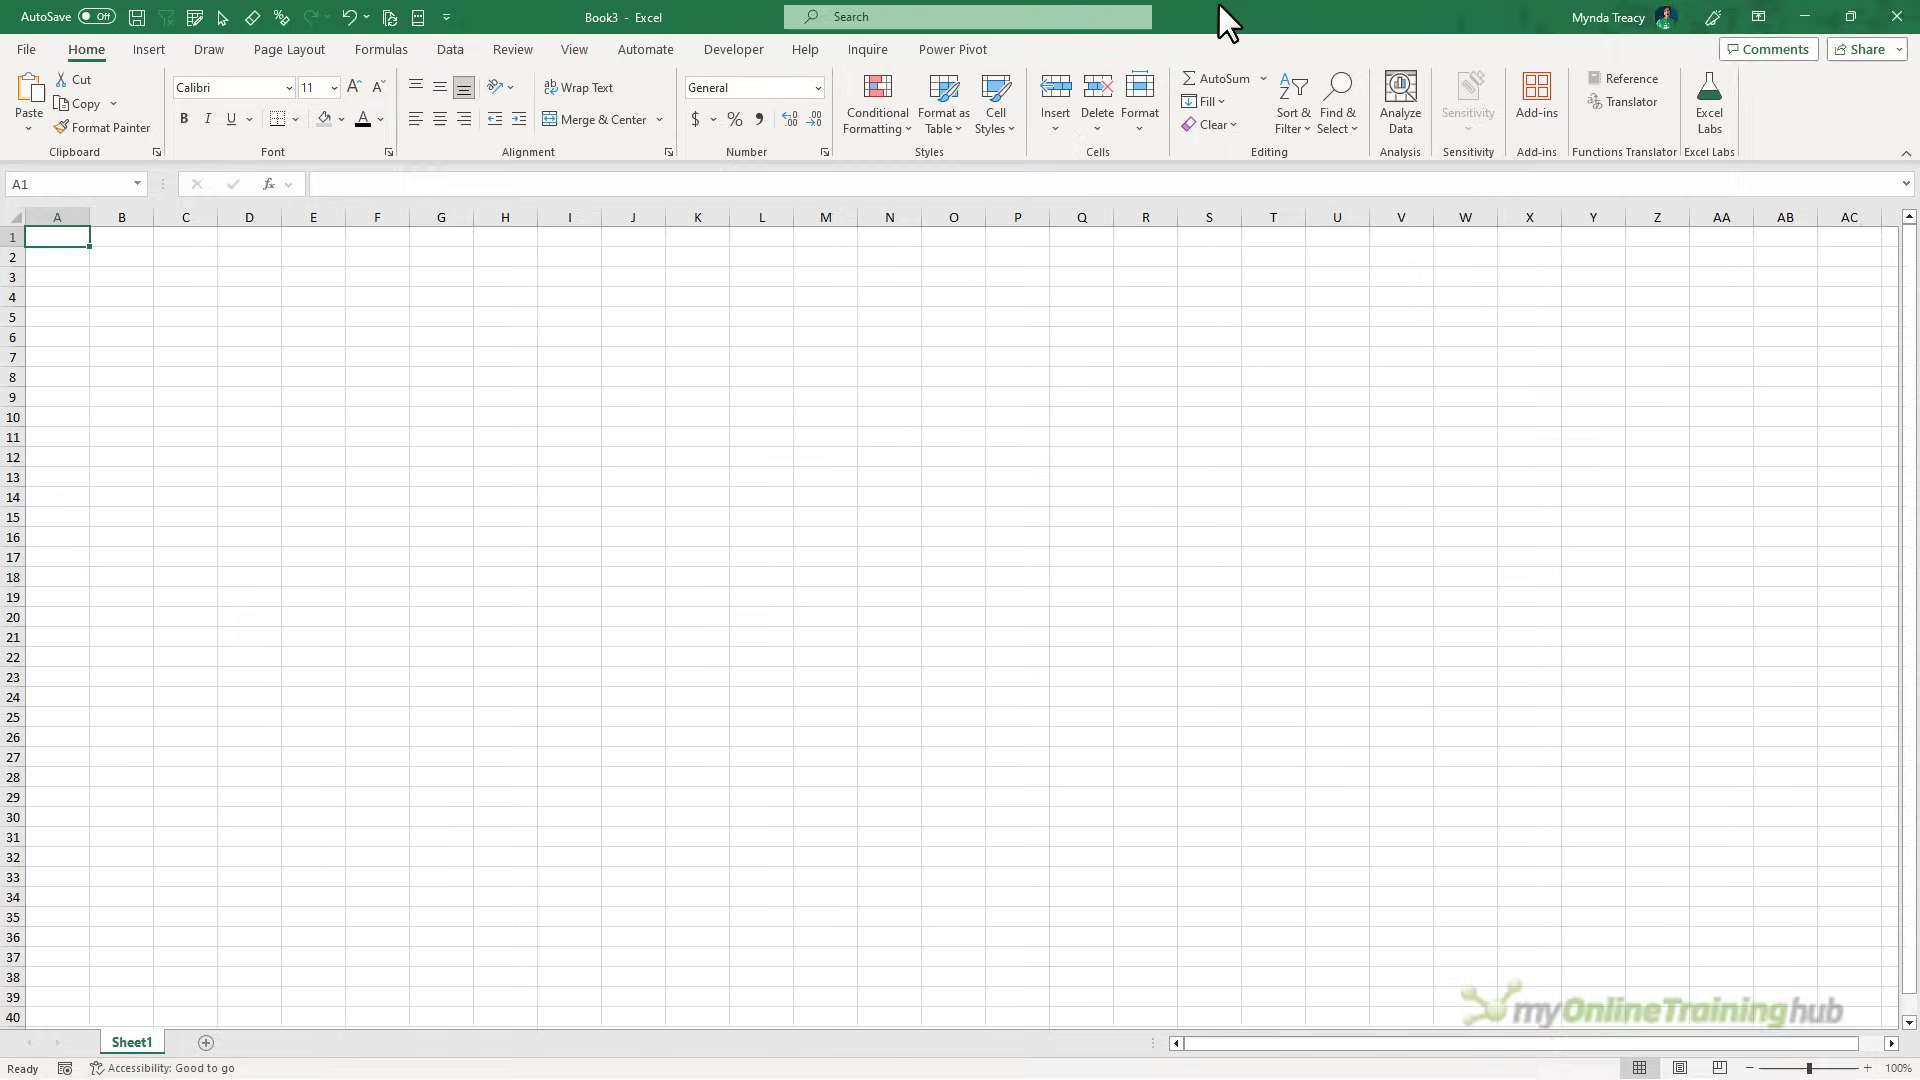 AutoSave Off Book3 - Excel Search Mynda Treacy
File Home Insert Draw Page Layout Formulas Data Review View Automate Developer Help Inquire Power Pivot Comments Share
Paste
Cut
Copy
Format Painter
Clipboard
Calibri 11
B I U A
Font
Wrap Text
Merge & Center
Alignment
General
$ % 9
Number
Conditional
Formatting
Format as
Table
Cell
Styles
Styles
Insert
Delete
Format
Cells
AutoSum
Fill
Clear
Sort &
Filter
Find &
Select
Editing
Analyze
Data
Analysis
Sensitivity
Sensitivity
Add-ins
Add-ins
Reference
Translator
Functions Translator
Excel
Labs
Excel Labs
A1 fx
A B C D E F G H I J K L M N O P Q R S T U V W X Y Z AA AB AC
1
2
3
4
5
6
7
8
9
10
11
12
13
14
15
16
17
18
19
20
21
22
23
24
25
26
27
28
29
30
31
32
33
34
35
36
37
38
39
40
myOnlineTraininghub
Sheet1
Ready Accessibility: Good to go 100%